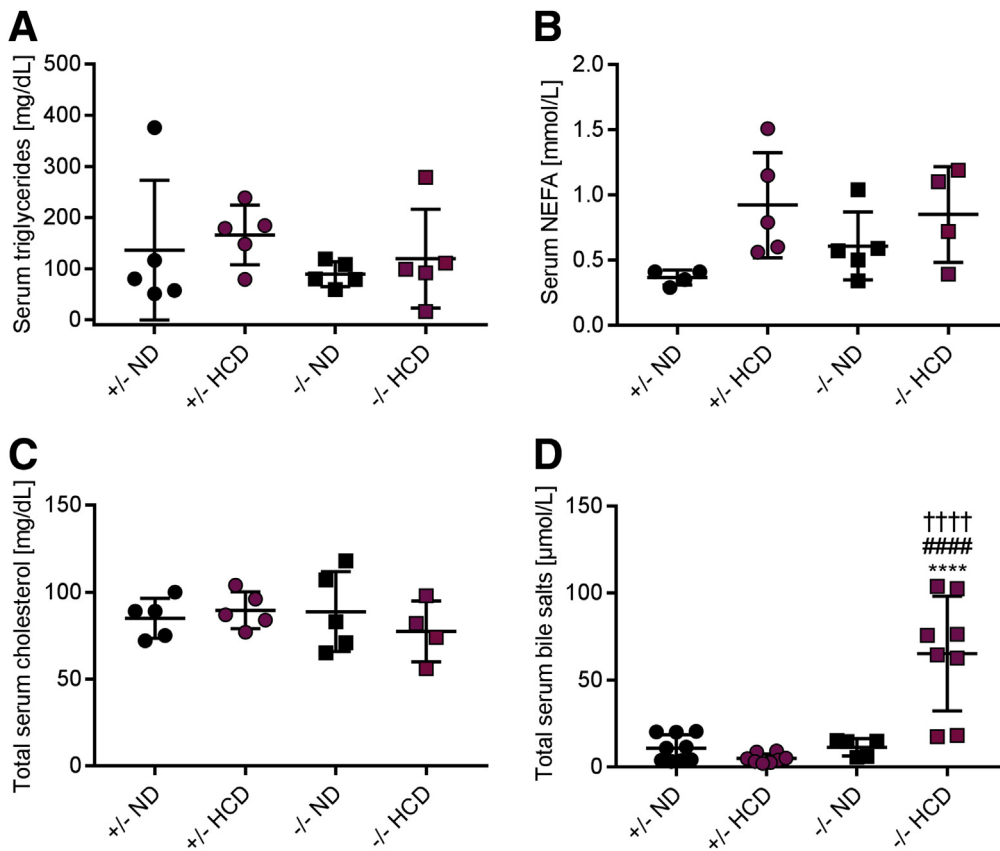 A
Serum triglycerides [mg/dL]
500
400
300
200
100
0
+/- ND
+/- HCD
-/- ND
-/- HCD
B
Serum NEFA [mmol/L]
2.0
1.5
1.0
0.5
0.0
+/- ND
+/- HCD
-/- ND
-/- HCD
C
Total serum cholesterol [mg/dL]
150
100
50
0
+/- ND
+/- HCD
-/- ND
-/- HCD
D
Total serum bile salts [µmol/L]
150
100
50
0
††††
####
****
+/- ND
+/- HCD
-/- ND
-/- HCD